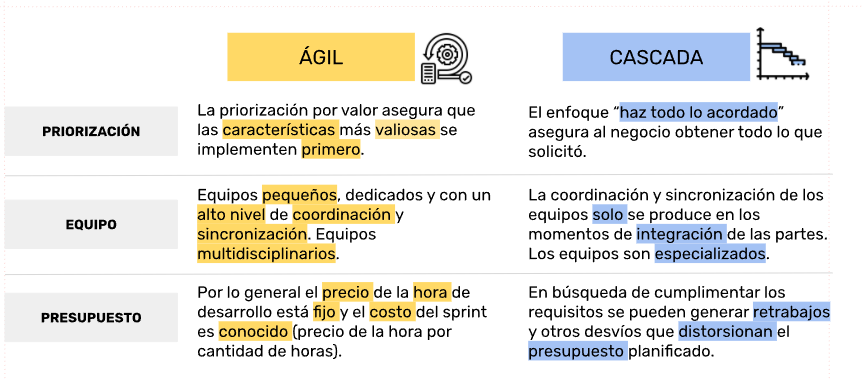 ÁGIL
CASCADA
PRIORIZACIÓN
La priorización por valor asegura que
las características más valiosas se
implementen primero.
El enfoque “haz todo lo acordado”
asegura al negocio obtener todo lo que
solicitó.
EQUIPO
Equipos pequeños, dedicados y con un
alto nivel de coordinación y
sincronización. Equipos
multidisciplinarios.
La coordinación y sincronización de los
equipos solo se produce en los
momentos de integración de las partes.
Los equipos son especializados.
PRESUPUESTO
Por lo general el precio de la hora de
desarrollo está fijo y el costo del sprint
es conocido (precio de la hora por
cantidad de horas).
En búsqueda de cumplimentar los
requisitos se pueden generar retrabajos
y otros desvíos que distorsionan el
presupuesto planificado.